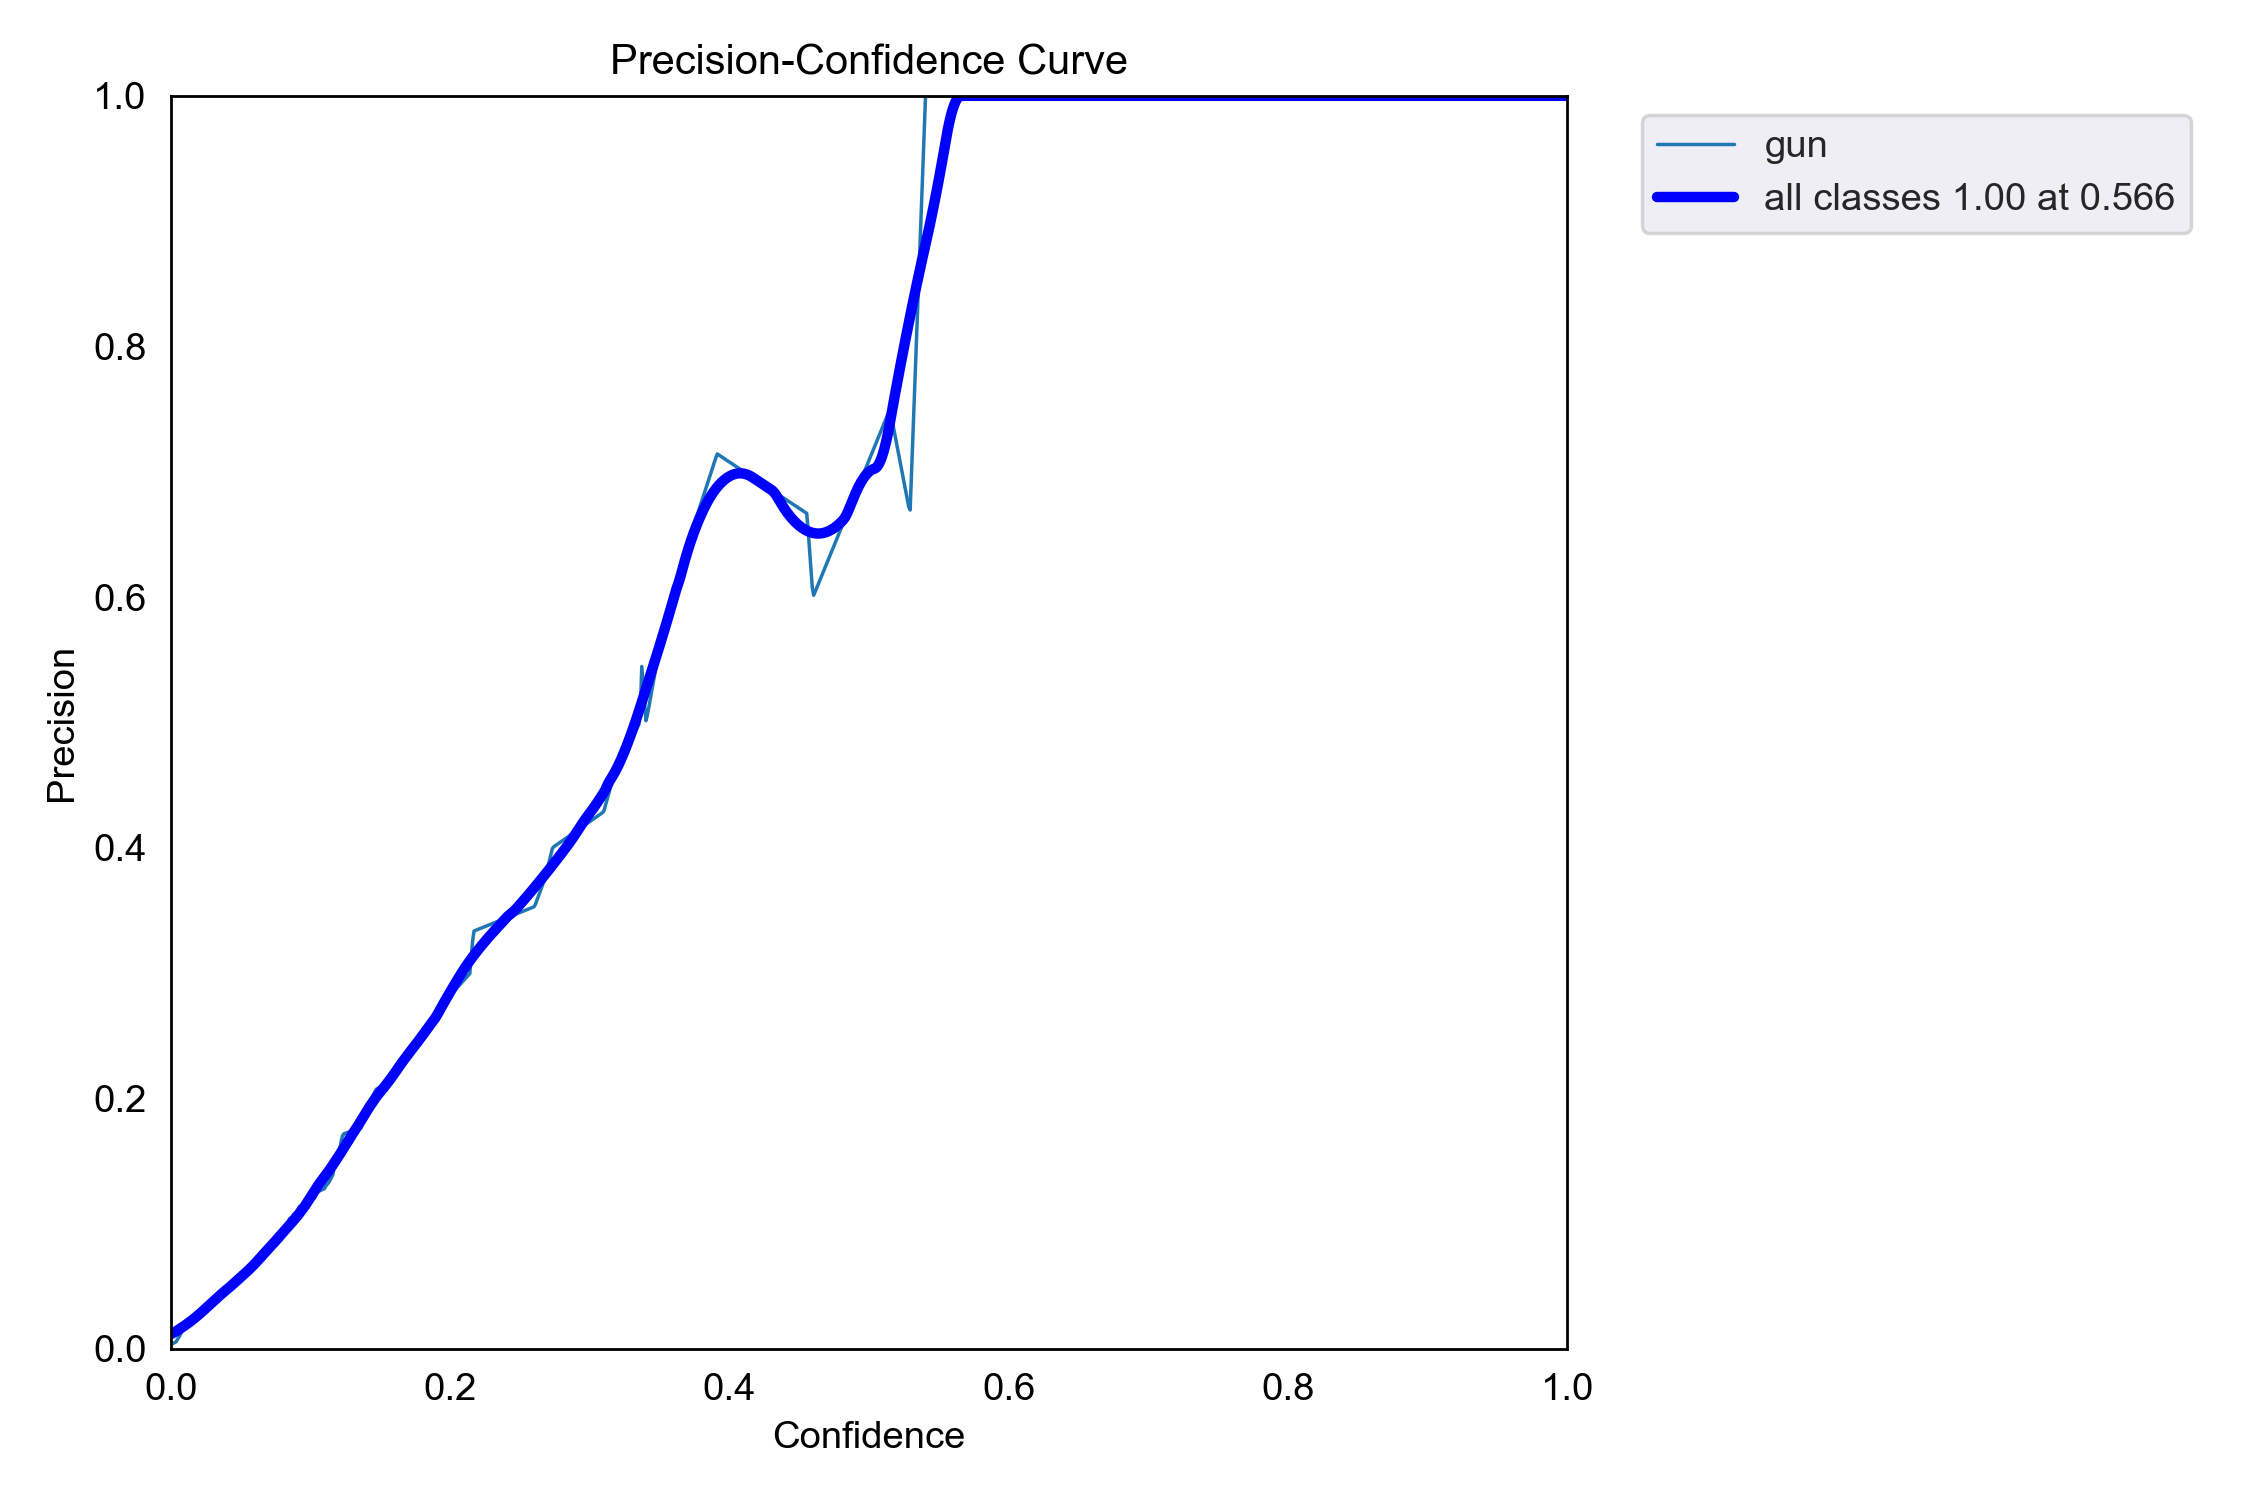 Precision-Confidence Curve
1.0
0.8
0.6
0.4
0.2
0.0
Precision
0.0 0.2 0.4 0.6 0.8 1.0
Confidence
gun
all classes 1.00 at 0.566